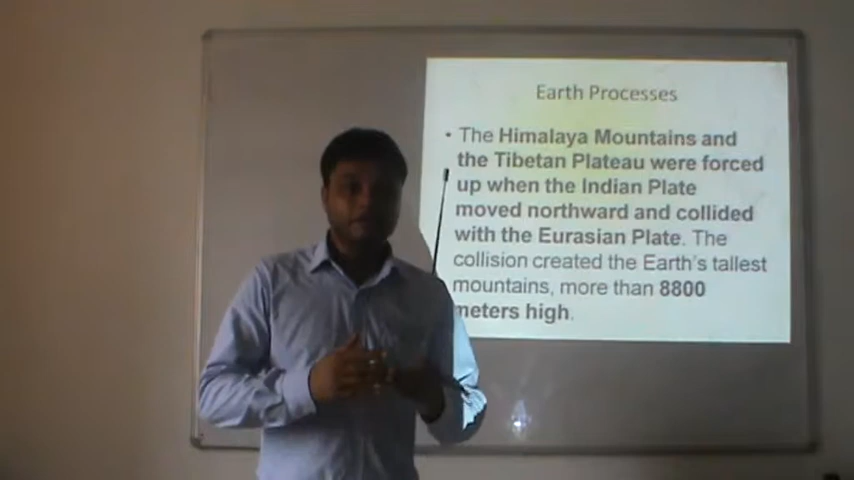 Earth Processes
• The Himalaya Mountains and
the Tibetan Plateau were forced
up when the Indian Plate
moved northward and collided
with the Eurasian Plate. The
collision created the Earth's tallest
mountains, more than 8800
meters high.